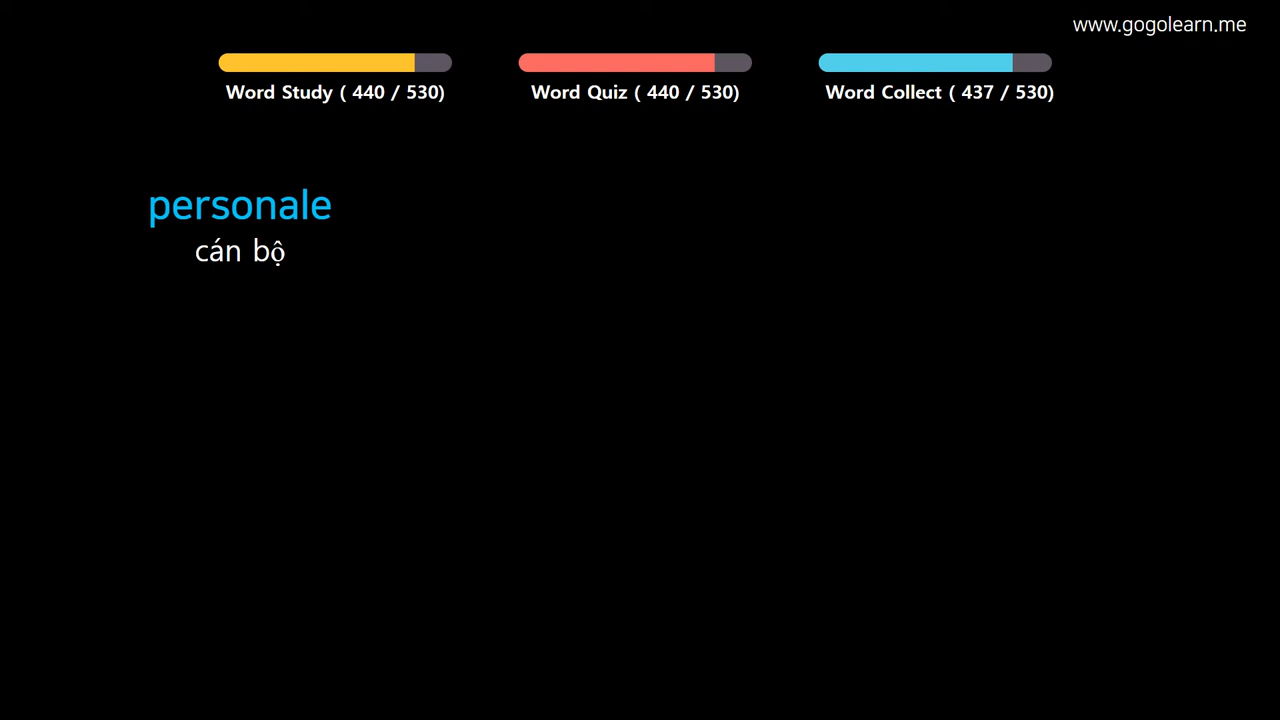 www.gogolearn.me
Word Study ( 440 / 530)
Word Quiz ( 440 / 530)
Word Collect ( 437 / 530)
personale
cán bộ